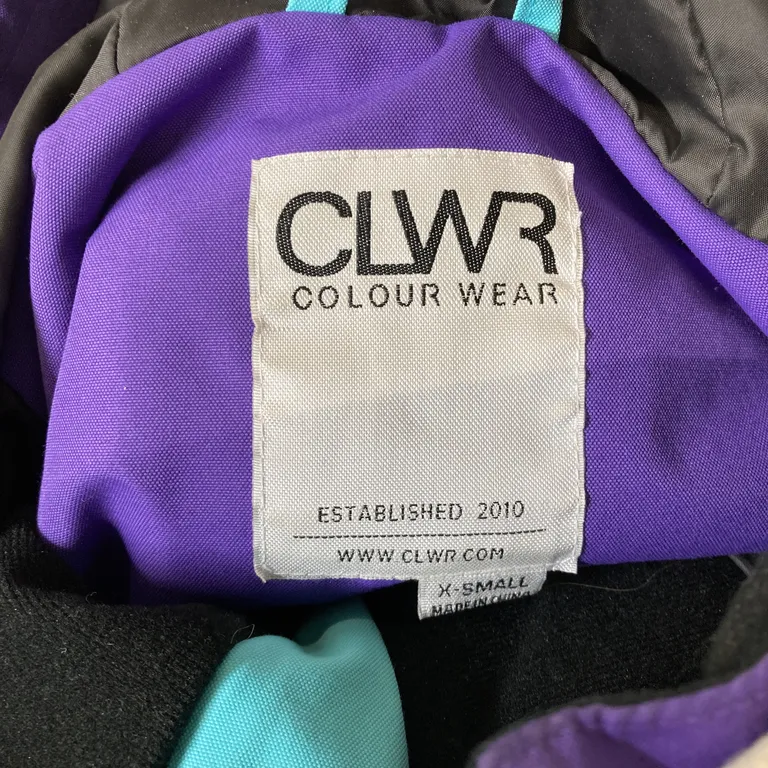 CLWR
COLOUR WEAR
ESTABLISHED 2010
WWW.CLWR.COM
X-SMALL
MADE IN CHINA